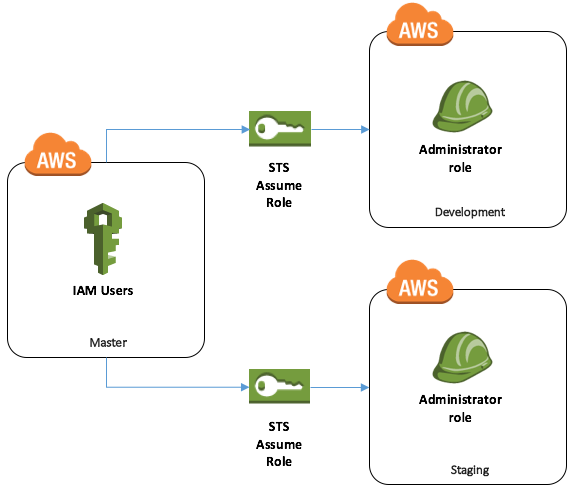 AWS
IAM Users
Master
STS
Assume
Role
AWS
Administrator
role
Development
STS
Assume
Role
AWS
Administrator
role
Staging